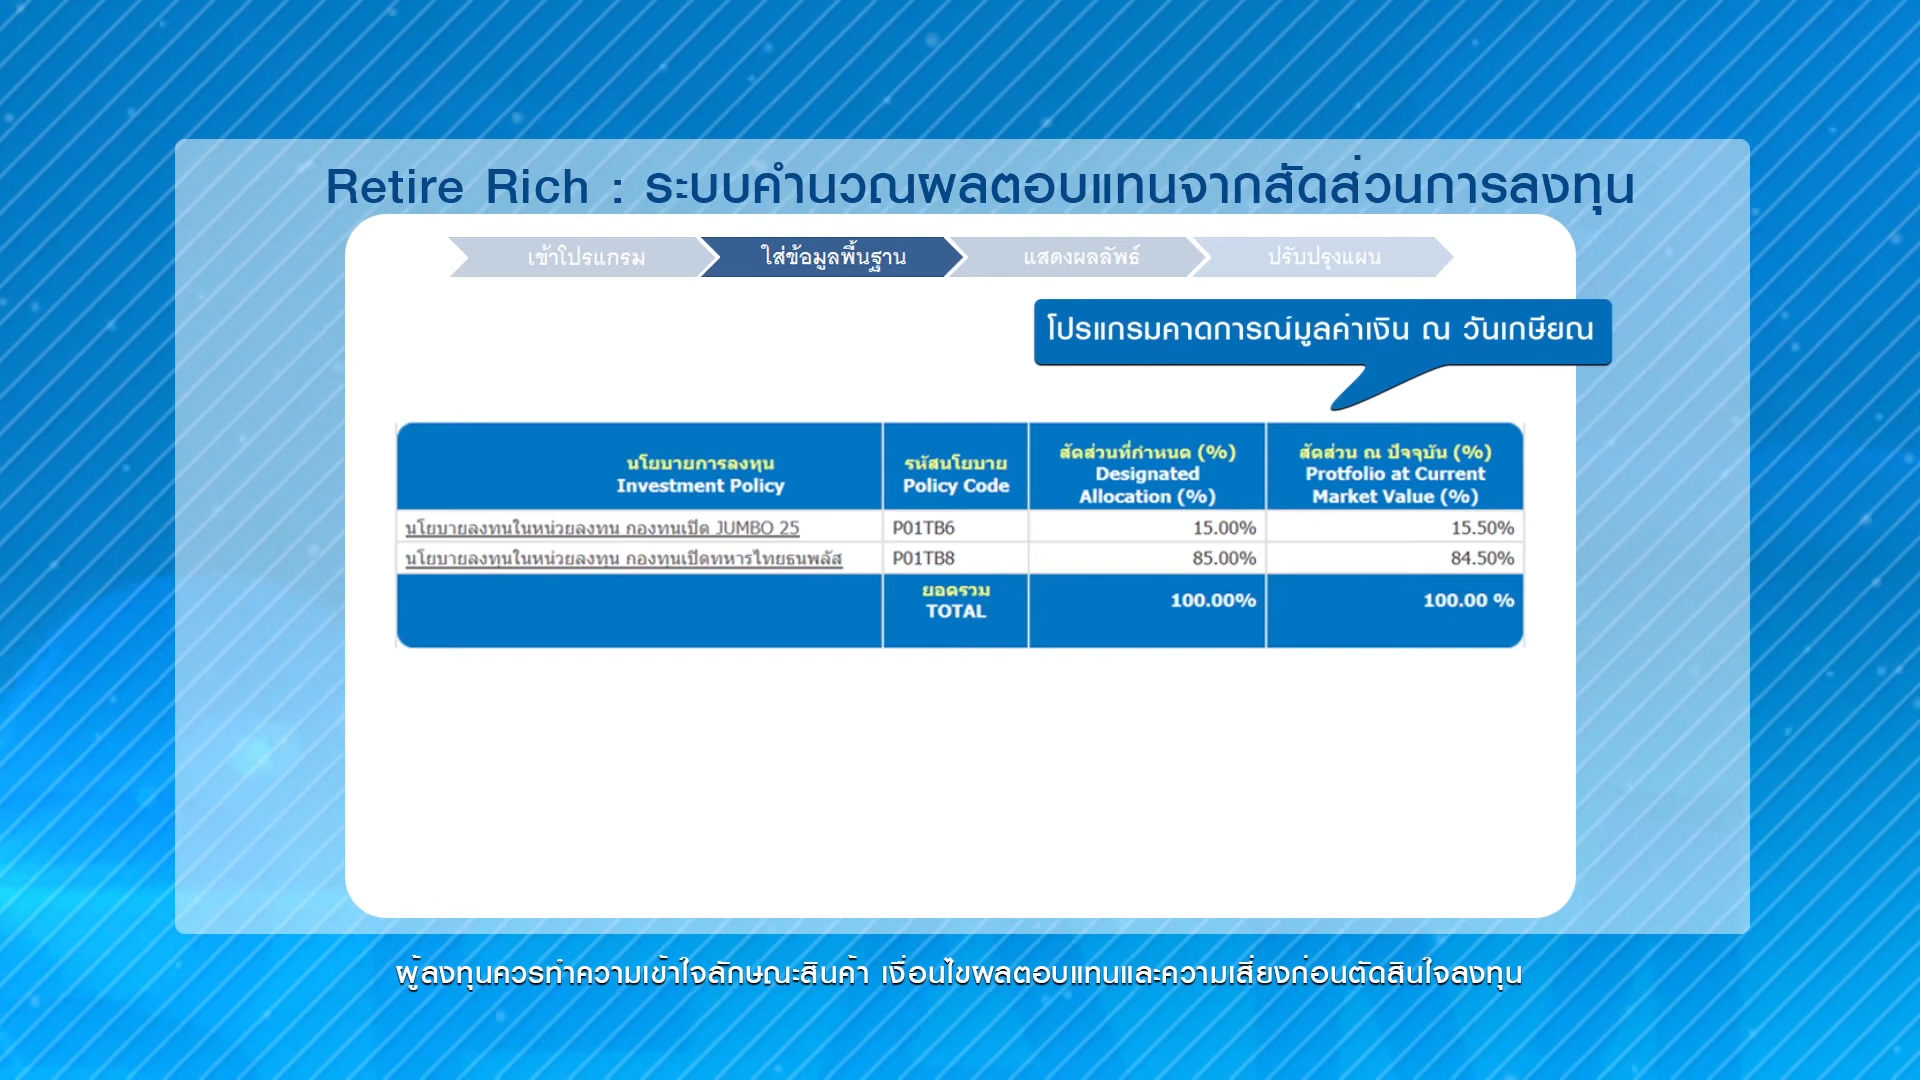 Retire Rich : ระบบคำนวณผลตอบแทนจากสัดส่วนการลงทุน
เข้าโปรแกรม
ใส่ข้อมูลพื้นฐาน
แสดงผลลัพธ์
ปรับปรุงแผน
โปรแกรมคาดการณ์มูลค่าเงิน ณ วันเกษียณ
นโยบายการลงทุน
Investment Policy
รหัสนโยบาย
Policy Code
สัดส่วนที่กำหนด (%)
Designated
Allocation (%)
สัดส่วน ณ ปัจจุบัน (%)
Protfolio at Current
Market Value (%)
นโยบายลงทุนในหน่วยลงทุน กองทุนเปิด JUMBO 25 P01TB6 15.00% 15.50%
นโยบายลงทุนในหน่วยลงทุน กองทุนเปิดทหารไทยธนพลัส P01TB8 85.00% 84.50%
ยอดรวม
TOTAL
100.00% 100.00 %
ผู้ลงทุนควรทำความเข้าใจลักษณะสินค้า เงื่อนไขผลตอบแทนและความเสี่ยงก่อนตัดสินใจลงทุน